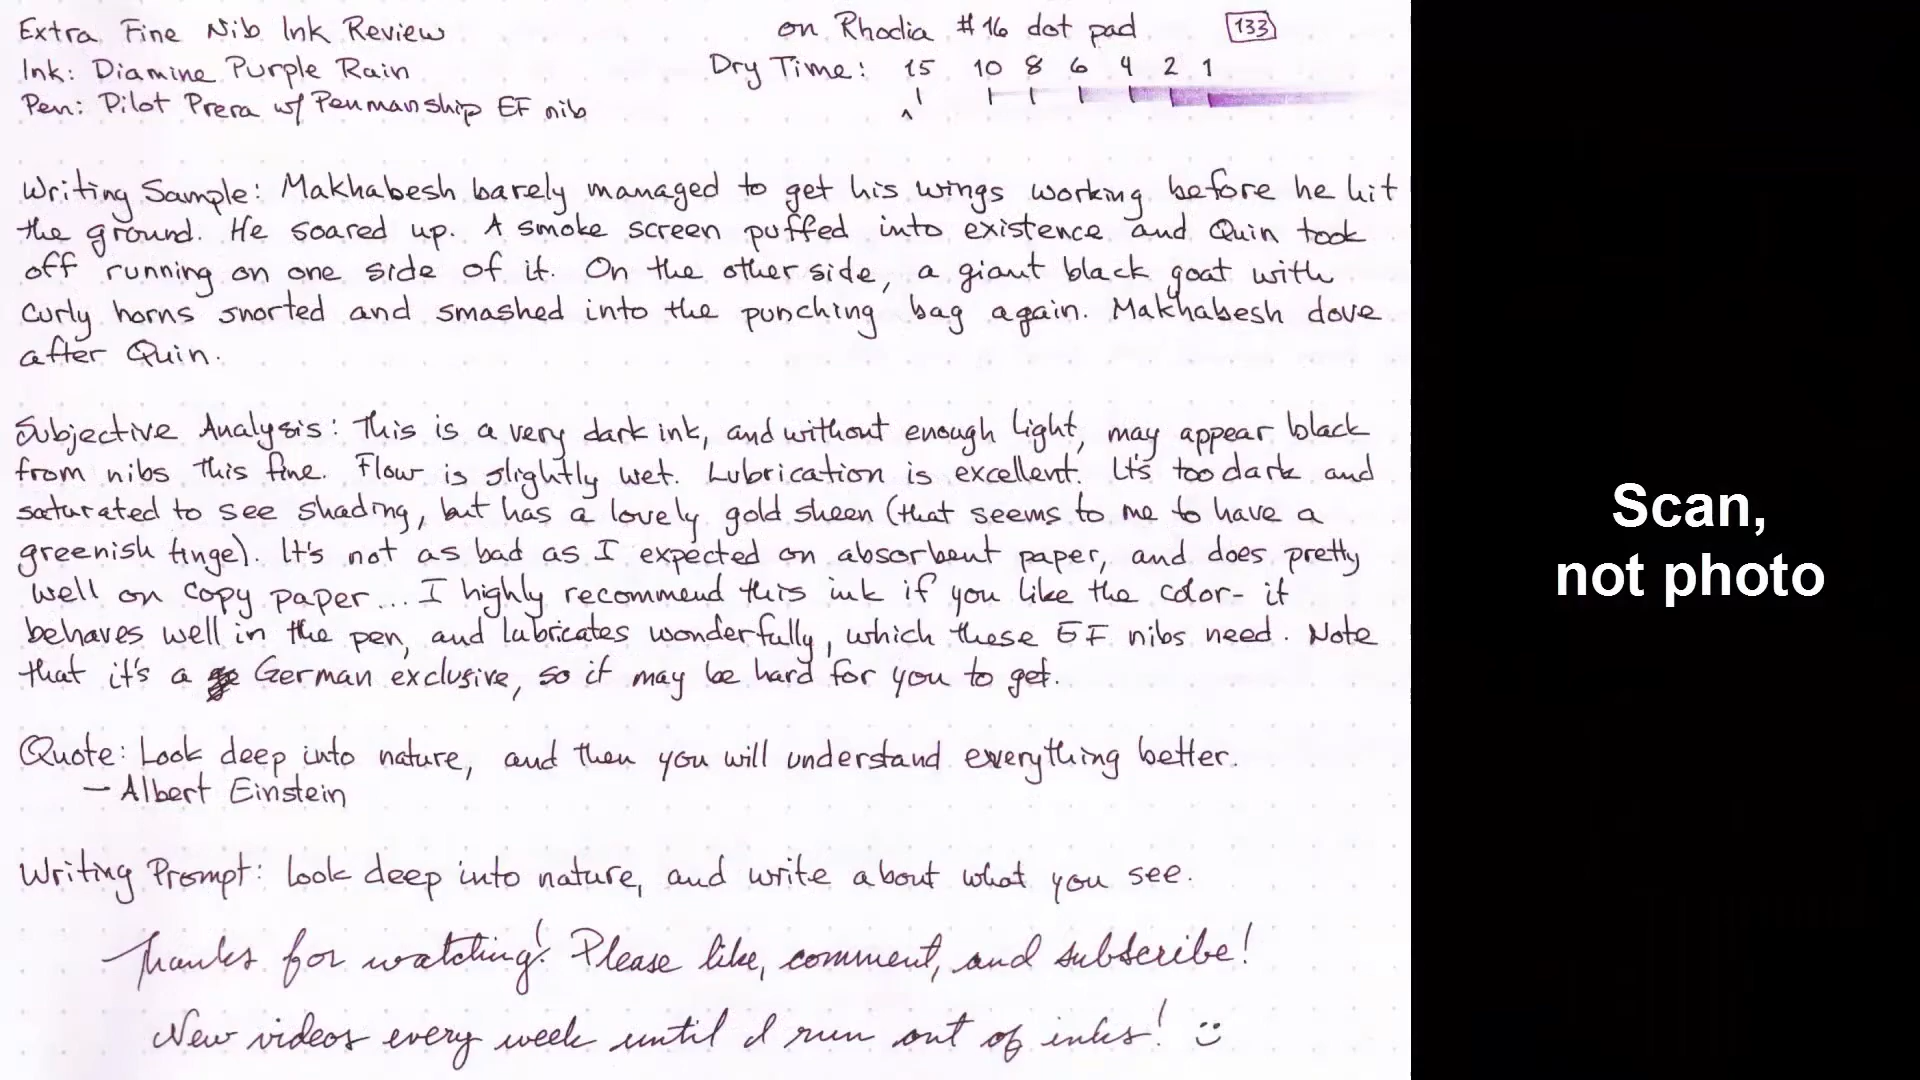 Extra Fine Nib Ink Review
on Rhodia #16 dot pad 133
Ink: Diamine Purple Rain
Dry Time: 15 10 8 6 4 2 1
Pen: Pilot Prera w/ Penmanship EF nib
Writing Sample: Makhabesh barely managed to get his wings working before he hit
the ground. He soared up. A smoke screen puffed into existence and Quin took
off running on one side of it. On the other side, a giant black goat with
curly horns snorted and smashed into the punching bag again. Makhabesh dove
after Quin.
Subjective Analysis: This is a very dark ink, and without enough light, may appear black
from nibs this fine. Flow is slightly wet. Lubrication is excellent. It's too dark and
saturated to see shading, but has a lovely gold sheen (that seems to me to have a
greenish tinge). It's not as bad as I expected on absorbent paper, and does pretty
well on copy paper... I highly recommend this ink if you like the color- it
behaves well in the pen, and lubricates wonderfully, which these EF nibs need. Note
that it's a German exclusive, so it may be hard for you to get.
Quote: Look deep into nature, and then you will understand everything better.
– Albert Einstein
Writing Prompt: Look deep into nature, and write about what you see.
Thanks for watching! Please like, comment, and subscribe!
New videos every week until I run out of inks! :)
Scan,
not photo